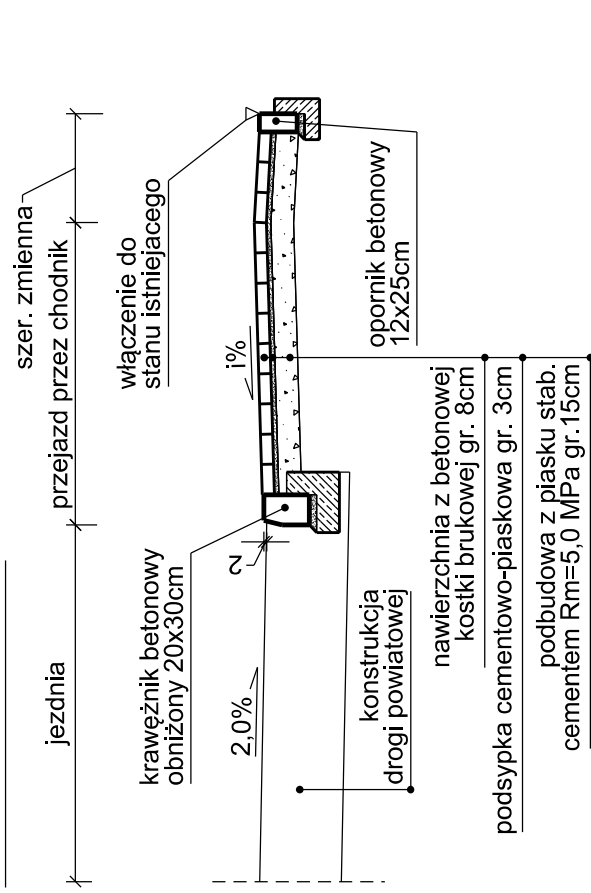 szer. zmienna
jezdnia
przejazd przez chodnik
krawężnik betonowy
obniżony 20x30cm
włączenie do
stanu istniejacego
2
2,0%
i%
konstrukcja
drogi powiatowej
opornik betonowy
12x25cm
nawierzchnia z betonowej
kostki brukowej gr. 8cm
podsypka cementowo-piaskowa gr. 3cm
podbudowa z piasku stab.
cementem Rm=5,0 MPa gr.15cm